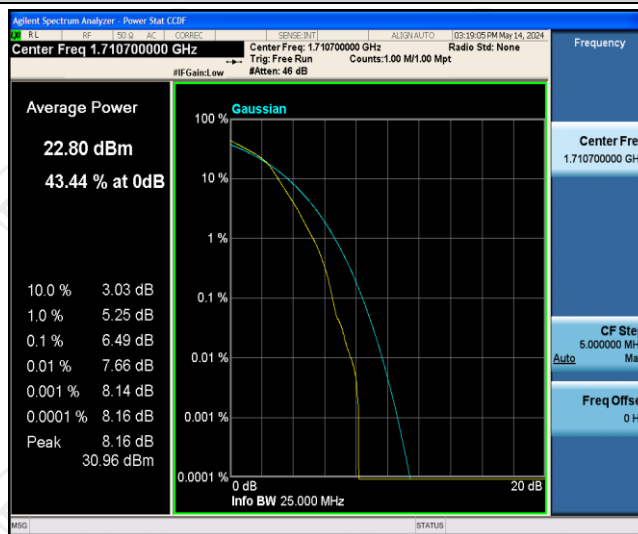 Agilent Spectrum Analyzer - Power Stat CCDF
RL RF 50 Ω AC CORREC SENSE:INT ALIGN AUTO 03:19:05 PM May 14, 2024
Center Freq 1.710700000 GHz
Center Freq: 1.710700000 GHz Radio Std: None
Trig: Free Run Counts:1.00 M/1.00 Mpt
#IFGain:Low #Atten: 46 dB
Average Power
22.80 dBm
43.44 % at 0dB
10.0 % 3.03 dB
1.0 % 5.25 dB
0.1 % 6.49 dB
0.01 % 7.66 dB
0.001 % 8.14 dB
0.0001 % 8.16 dB
Peak 8.16 dB
30.96 dBm
Gaussian
100 %
10 %
1 %
0.1 %
0.01 %
0.001 %
0.0001 %
0 dB 20 dB
Info BW 25.000 MHz
Frequency
Center Fre
1.710700000 GH
CF Ste
5.000000 MH
Auto Ma
Freq Offse
0 H
MSG STATUS